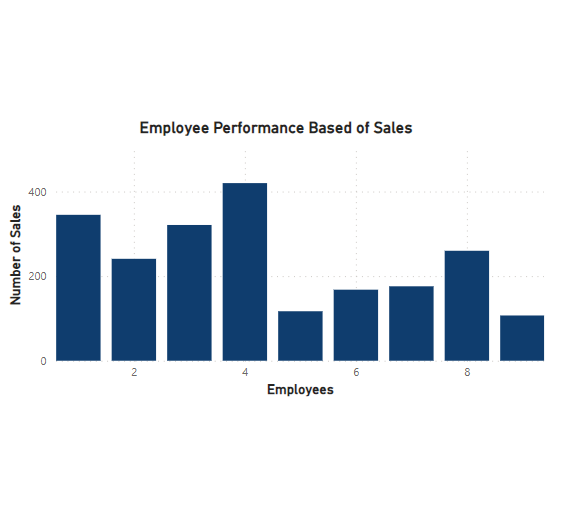 Employee Performance Based of Sales
Number of Sales
400
200
0
2 4 6 8
Employees